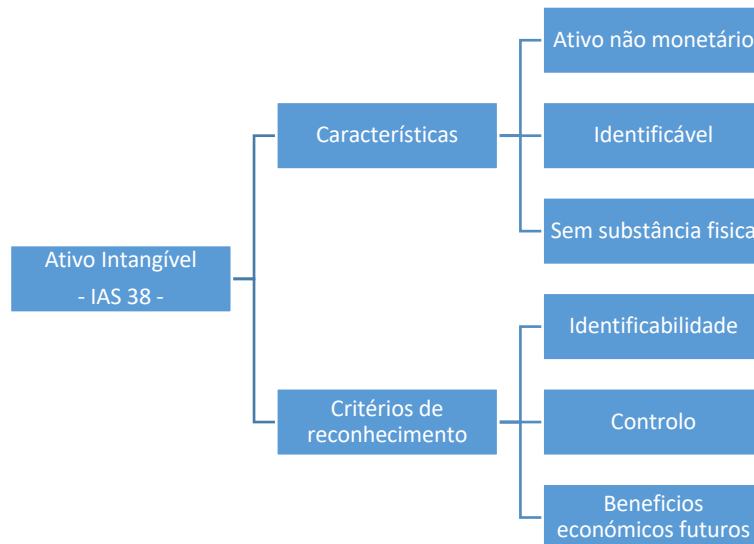 Ativo Intangível
- IAS 38 -
Características
Ativo não monetário
Identificável
Sem substância fisica
Critérios de
reconhecimento
Identificabilidade
Controlo
Beneficios
económicos futuros